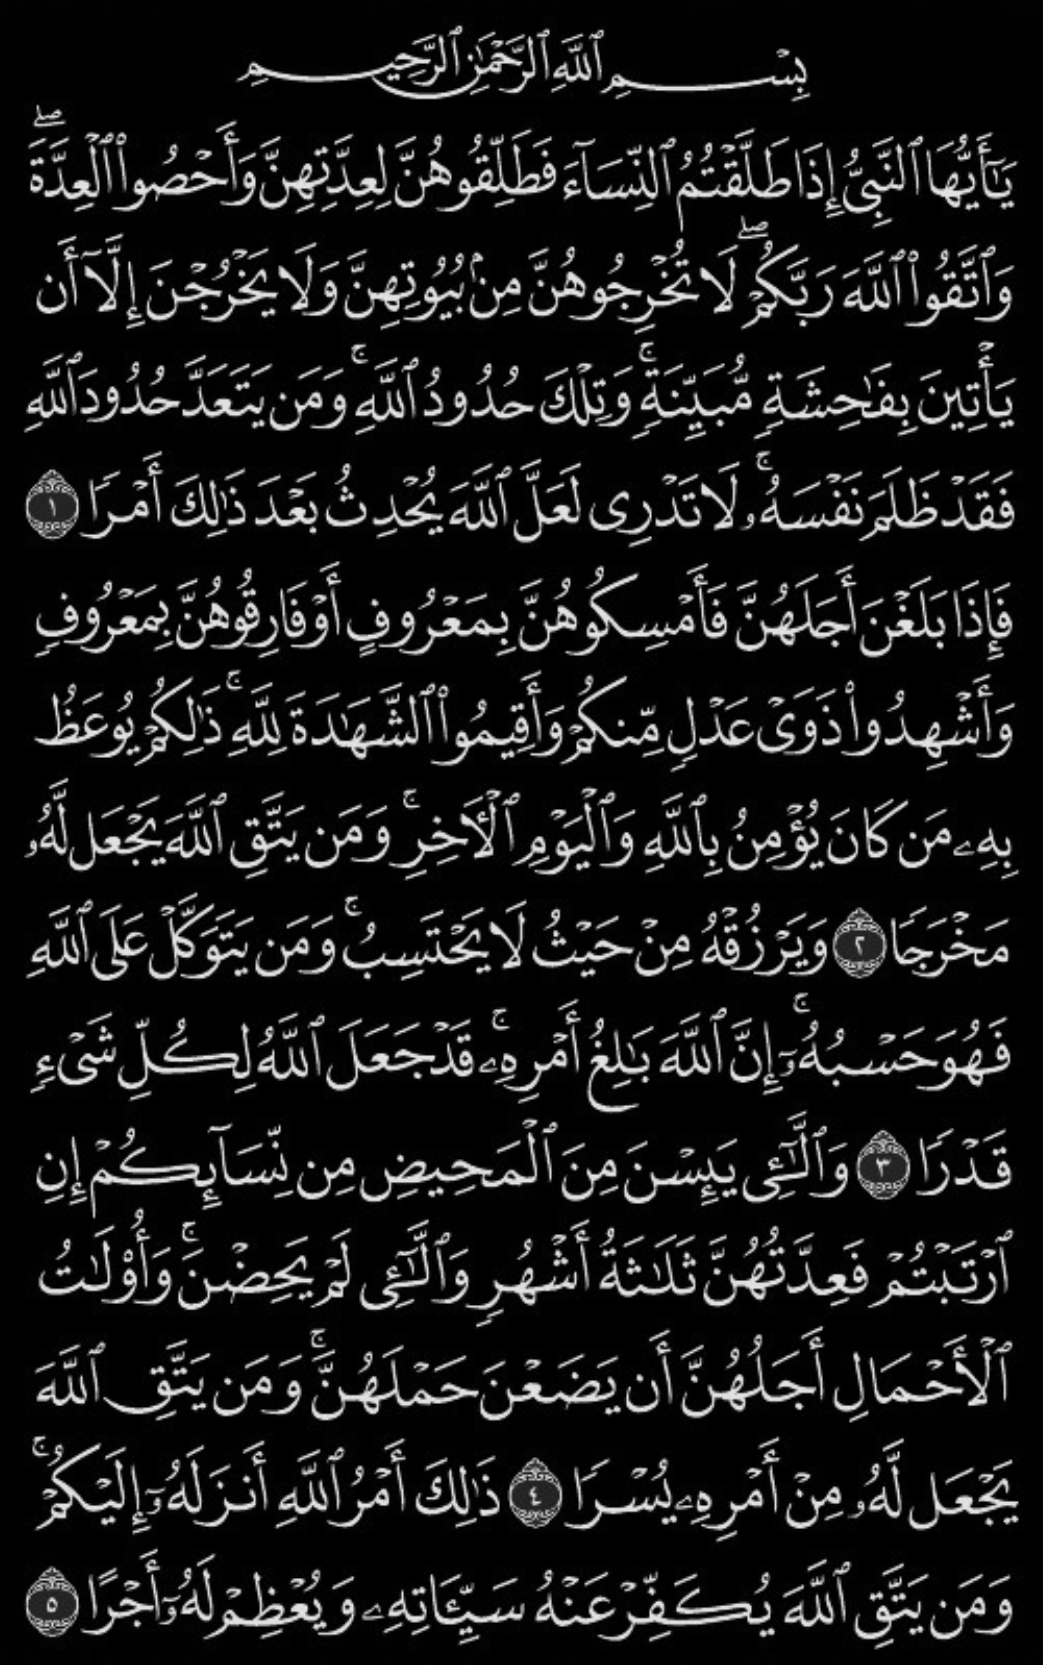 بِسْمِ ٱللَّهِ ٱلرَّحْمَٰنِ ٱلرَّحِيمِ
يَٰٓأَيُّهَا ٱلنَّبِىُّ إِذَا طَلَّقْتُمُ ٱلنِّسَآءَ فَطَلِّقُوهُنَّ لِعِدَّتِهِنَّ وَأَحْصُوا۟ ٱلْعِدَّةَ ۖ
وَٱتَّقُوا۟ ٱللَّهَ رَبَّكُمْ ۖ لَا تُخْرِجُوهُنَّ مِنۢ بُيُوتِهِنَّ وَلَا يَخْرُجْنَ إِلَّآ أَن
يَأْتِينَ بِفَٰحِشَةٍ مُّبَيِّنَةٍ ۚ وَتِلْكَ حُدُودُ ٱللَّهِ ۚ وَمَن يَتَعَدَّ حُدُودَ ٱللَّهِ
فَقَدْ ظَلَمَ نَفْسَهُۥ ۚ لَا تَدْرِى لَعَلَّ ٱللَّهَ يُحْدِثُ بَعْدَ ذَٰلِكَ أَمْرًا ١
فَإِذَا بَلَغْنَ أَجَلَهُنَّ فَأَمْسِكُوهُنَّ بِمَعْرُوفٍ أَوْ فَارِقُوهُنَّ بِمَعْرُوفٍ
وَأَشْهِدُوا۟ ذَوَىْ عَدْلٍ مِّنكُمْ وَأَقِيمُوا۟ ٱلشَّهَٰدَةَ لِلَّهِ ۚ ذَٰلِكُمْ يُوعَظُ
بِهِۦ مَن كَانَ يُؤْمِنُ بِٱللَّهِ وَٱلْيَوْمِ ٱلْءَاخِرِ ۚ وَمَن يَتَّقِ ٱللَّهَ يَجْعَل لَّهُۥ
مَخْرَجًا ٢ وَيَرْزُقْهُ مِنْ حَيْثُ لَا يَحْتَسِبُ ۚ وَمَن يَتَوَكَّلْ عَلَى ٱللَّهِ
فَهُوَ حَسْبُهُۥٓ ۚ إِنَّ ٱللَّهَ بَٰلِغُ أَمْرِهِۦ ۚ قَدْ جَعَلَ ٱللَّهُ لِكُلِّ شَىْءٍ
قَدْرًا ٣ وَٱلَّٰٓـِٔى يَئِسْنَ مِنَ ٱلْمَحِيضِ مِن نِّسَآئِكُمْ إِنِ
ٱرْتَبْتُمْ فَعِدَّتُهُنَّ ثَلَٰثَةُ أَشْهُرٍ وَٱلَّٰٓـِٔى لَمْ يَحِضْنَ ۚ وَأُو۟لَٰتُ
ٱلْأَحْمَالِ أَجَلُهُنَّ أَن يَضَعْنَ حَمْلَهُنَّ ۚ وَمَن يَتَّقِ ٱللَّهَ
يَجْعَل لَّهُۥ مِنْ أَمْرِهِۦ يُسْرًا ٤ ذَٰلِكَ أَمْرُ ٱللَّهِ أَنزَلَهُۥٓ إِلَيْكُمْ ۚ
وَمَن يَتَّقِ ٱللَّهَ يُكَفِّرْ عَنْهُ سَيِّـَٔاتِهِۦ وَيُعْظِمْ لَهُۥٓ أَجْرًا ٥